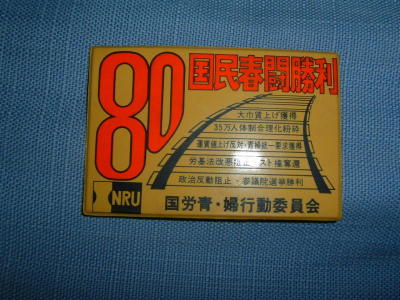 80
国民春闘勝利
大巾賃上げ獲得
35万人体制合理化粉砕
運賃値上げ反対・青婦統一要求獲得
労基法改悪阻止・スト権奪還
政治反動阻止・参議院選挙勝利
NRU
国労青・婦行動委員会